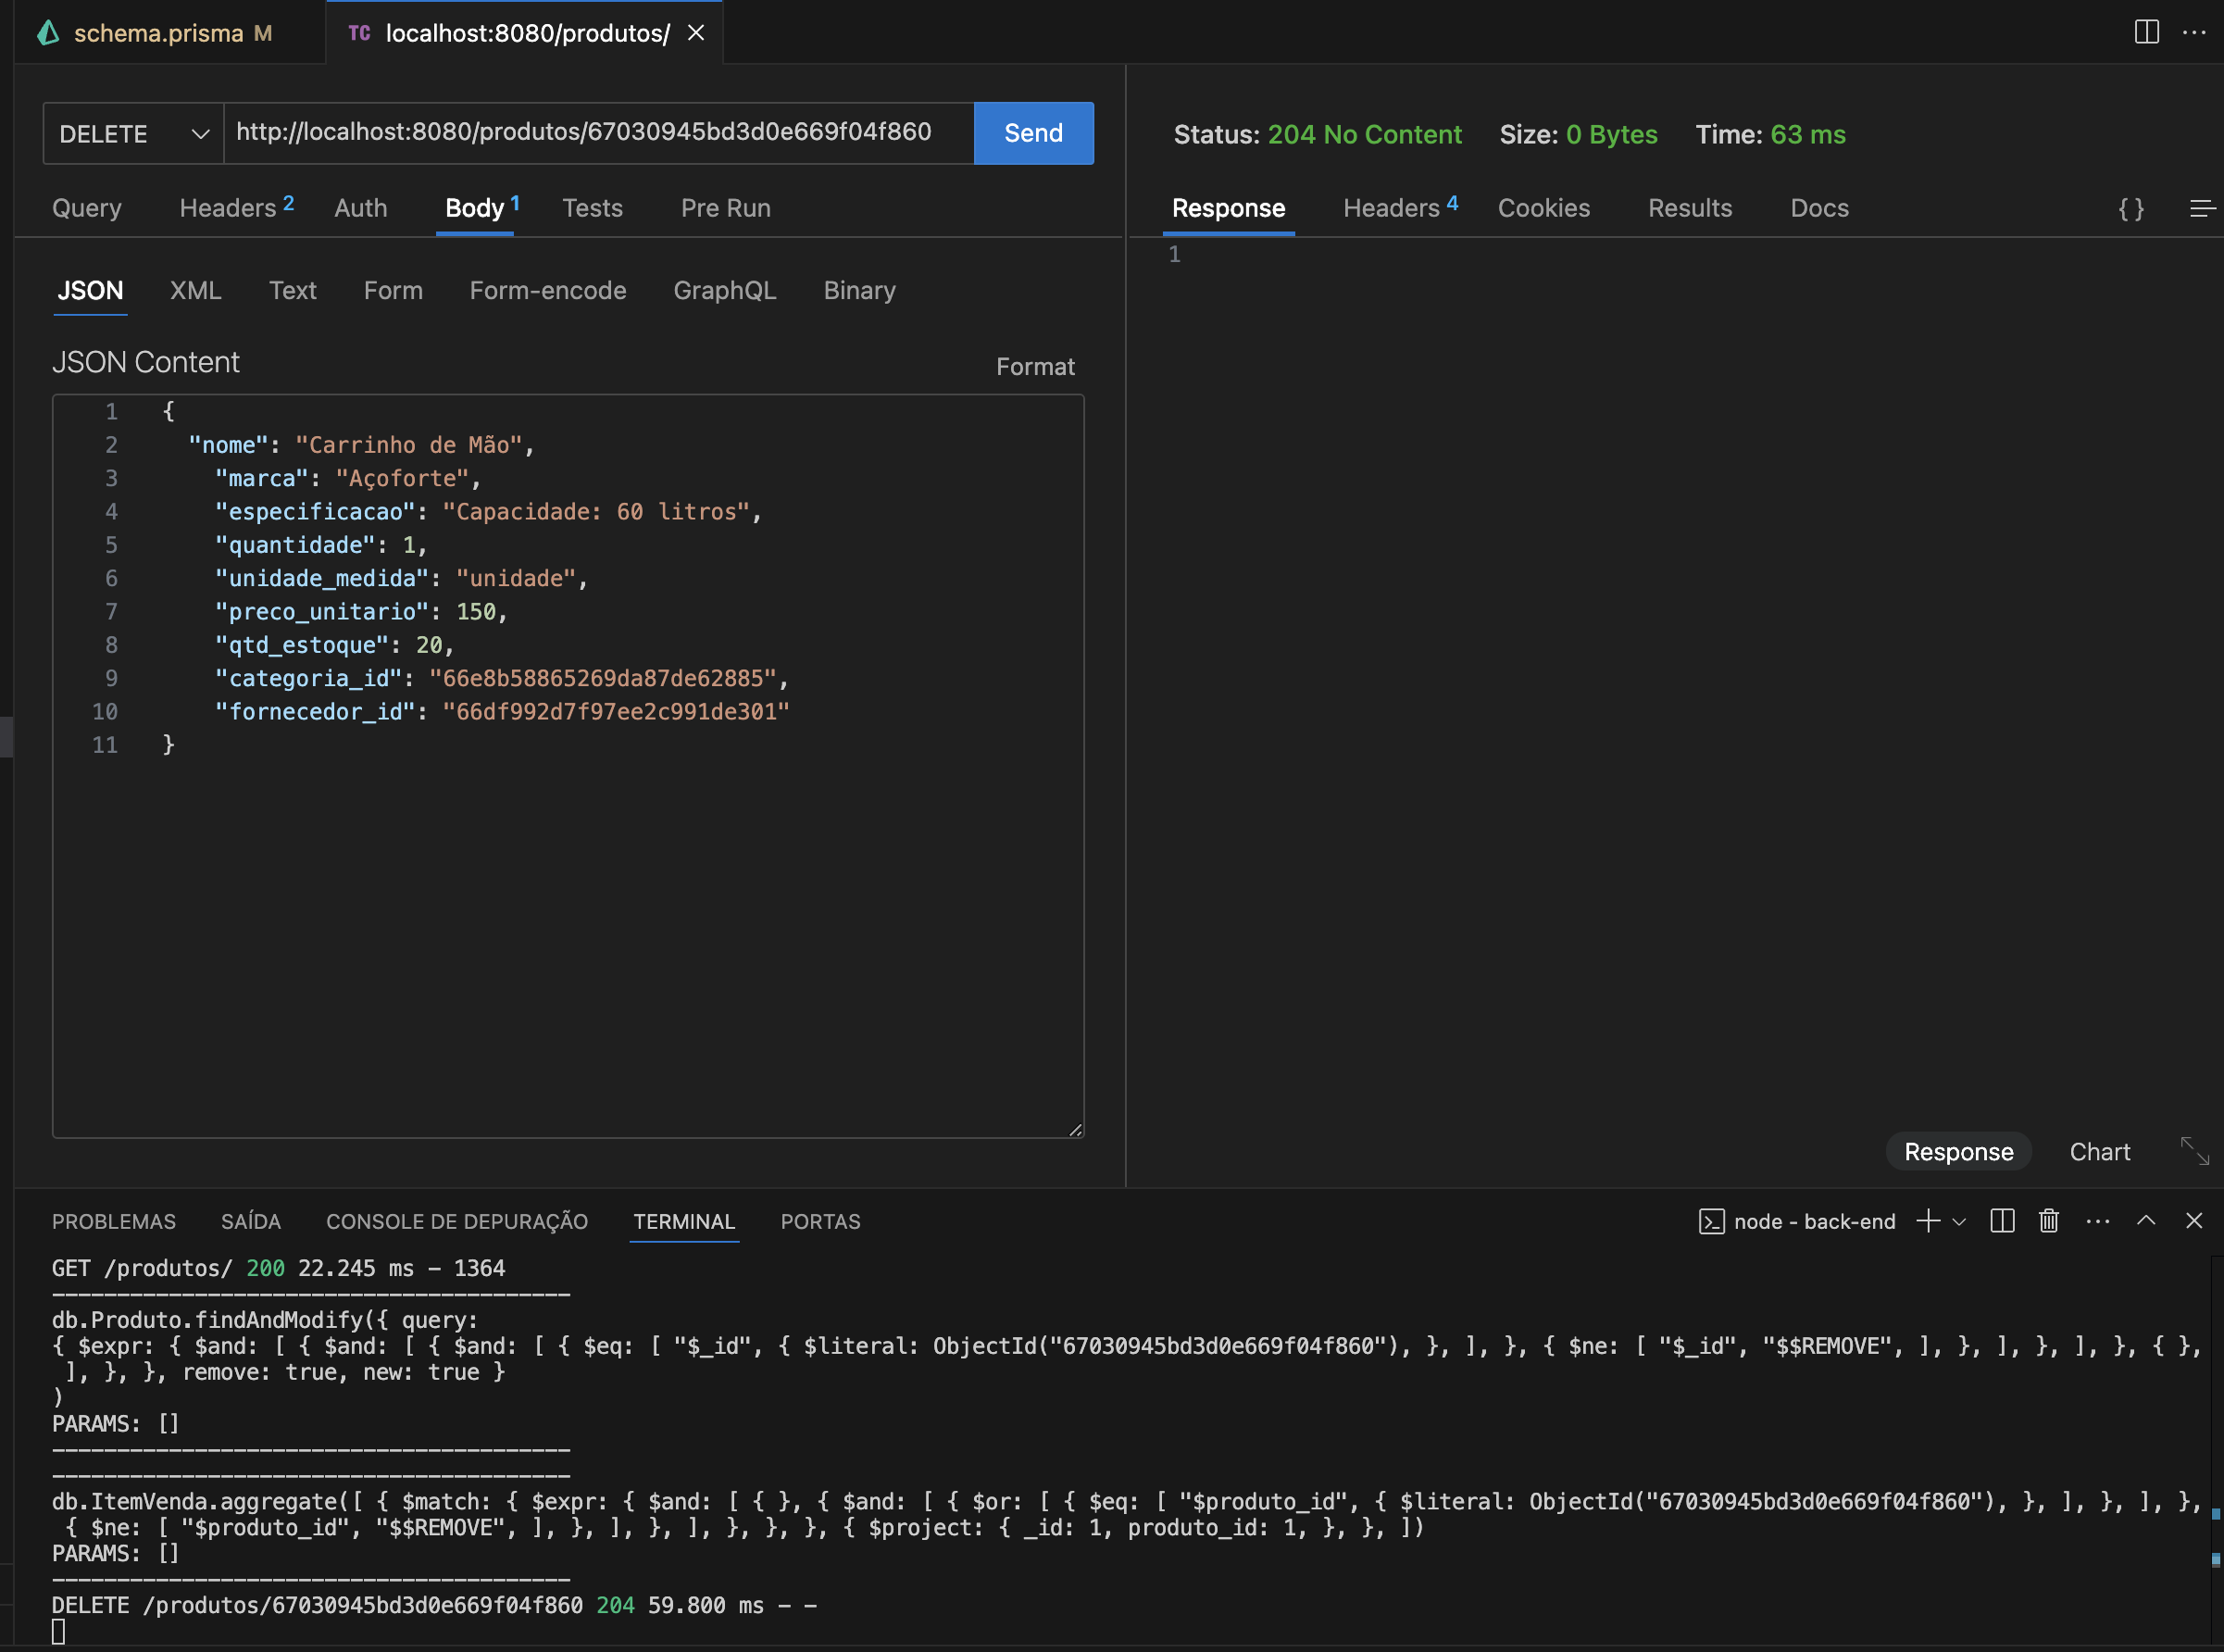 schema.prisma M
TC localhost:8080/produtos/
DELETE http://localhost:8080/produtos/67030945bd3d0e669f04f860 Send
Status: 204 No Content Size: 0 Bytes Time: 63 ms
Query Headers 2 Auth Body 1 Tests Pre Run
Response Headers 4 Cookies Results Docs { }
1
JSON XML Text Form Form-encode GraphQL Binary
JSON Content Format
1 {
2 "nome": "Carrinho de Mão",
3 "marca": "Açoforte",
4 "especificacao": "Capacidade: 60 litros",
5 "quantidade": 1,
6 "unidade_medida": "unidade",
7 "preco_unitario": 150,
8 "qtd_estoque": 20,
9 "categoria_id": "66e8b58865269da87de62885",
10 "fornecedor_id": "66df992d7f97ee2c991de301"
11 }
Response Chart
PROBLEMAS SAÍDA CONSOLE DE DEPURAÇÃO TERMINAL PORTAS node - back-end
GET /produtos/ 200 22.245 ms - 1364
----------------------------------------
db.Produto.findAndModify({ query:
{ $expr: { $and: [ { $and: [ { $and: [ { $eq: [ "$_id", { $literal: ObjectId("67030945bd3d0e669f04f860"), }, ], }, { $ne: [ "$_id", "$$REMOVE", ], }, ], }, ], }, { },
], }, }, remove: true, new: true }
)
PARAMS: []
----------------------------------------
----------------------------------------
db.ItemVenda.aggregate([ { $match: { $expr: { $and: [ { }, { $and: [ { $or: [ { $eq: [ "$produto_id", { $literal: ObjectId("67030945bd3d0e669f04f860"), }, ], }, ], },
{ $ne: [ "$produto_id", "$$REMOVE", ], }, ], }, ], }, }, }, { $project: { _id: 1, produto_id: 1, }, }, ])
PARAMS: []
----------------------------------------
DELETE /produtos/67030945bd3d0e669f04f860 204 59.800 ms - -